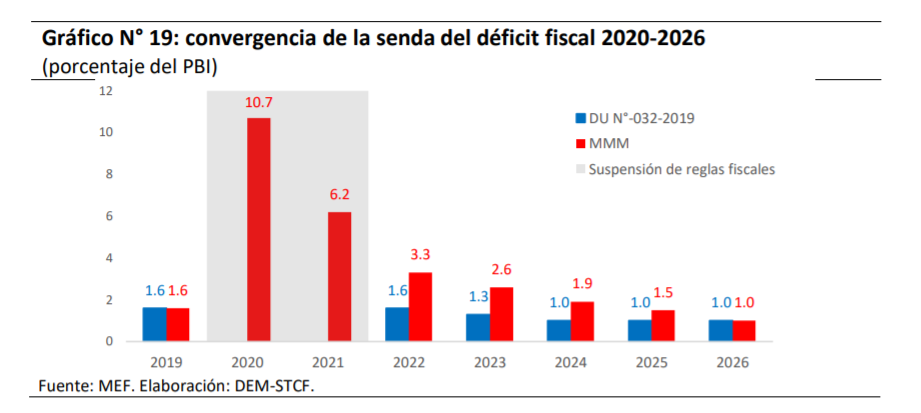 Gráfico N° 19: convergencia de la senda del déficit fiscal 2020-2026
(porcentaje del PBI)
12
10
8
6
4
2
0
10.7
6.2
1.6 1.6
1.6
3.3
1.3
2.6
1.0
1.9
1.0
1.5
1.0 1.0
DU N°-032-2019
MMM
Suspensión de reglas fiscales
2019 2020 2021 2022 2023 2024 2025 2026
Fuente: MEF. Elaboración: DEM-STCF.